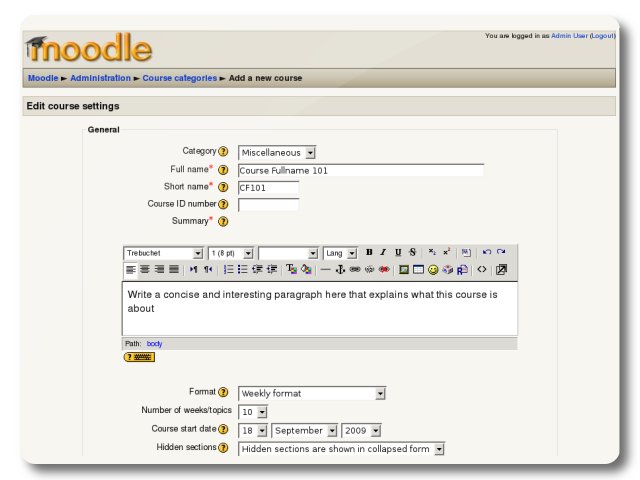 You are logged in as Admin User (Logout)
moodle
Moodle ► Administration ► Course categories ► Add a new course
Edit course settings
General
Category ? Miscellaneous
Full name* ? Course Fullname 101
Short name* ? CF101
Course ID number ?
Summary* ?
Trebuchet 1 (8 pt) Lang B I U S x₂ x²
Write a concise and interesting paragraph here that explains what this course is
about
Path: body
?
Format ? Weekly format
Number of weeks/topics 10
Course start date ? 18 September 2009
Hidden sections ? Hidden sections are shown in collapsed form